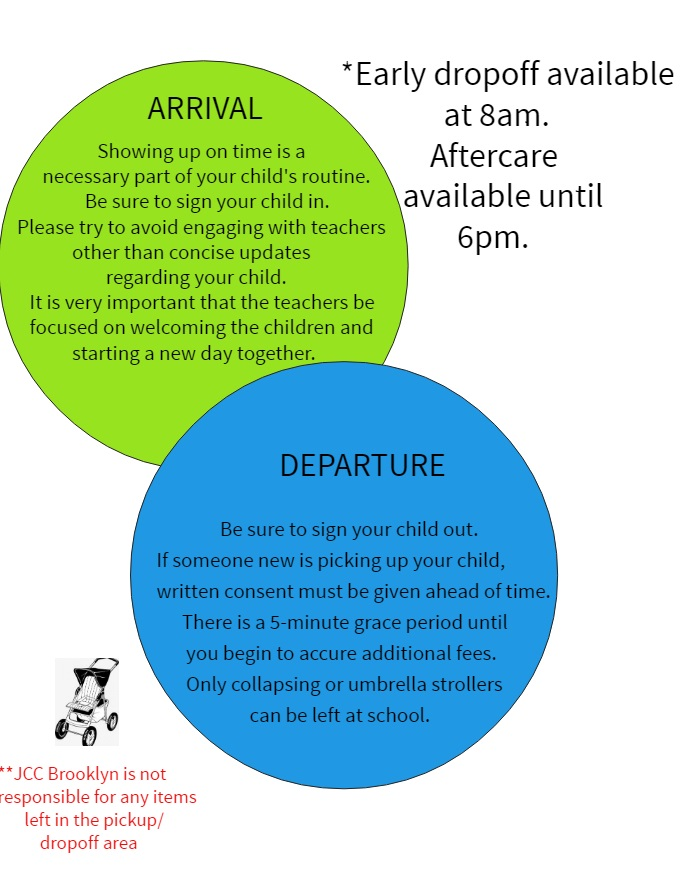 *Early dropoff available
at 8am.
Aftercare
available until
6pm.
ARRIVAL
Showing up on time is a
necessary part of your child's routine.
Be sure to sign your child in.
Please try to avoid engaging with teachers
other than concise updates
regarding your child.
It is very important that the teachers be
focused on welcoming the children and
starting a new day together.
DEPARTURE
Be sure to sign your child out.
If someone new is picking up your child,
written consent must be given ahead of time.
There is a 5-minute grace period until
you begin to accure additional fees.
Only collapsing or umbrella strollers
can be left at school.
**JCC Brooklyn is not
responsible for any items
left in the pickup/
dropoff area